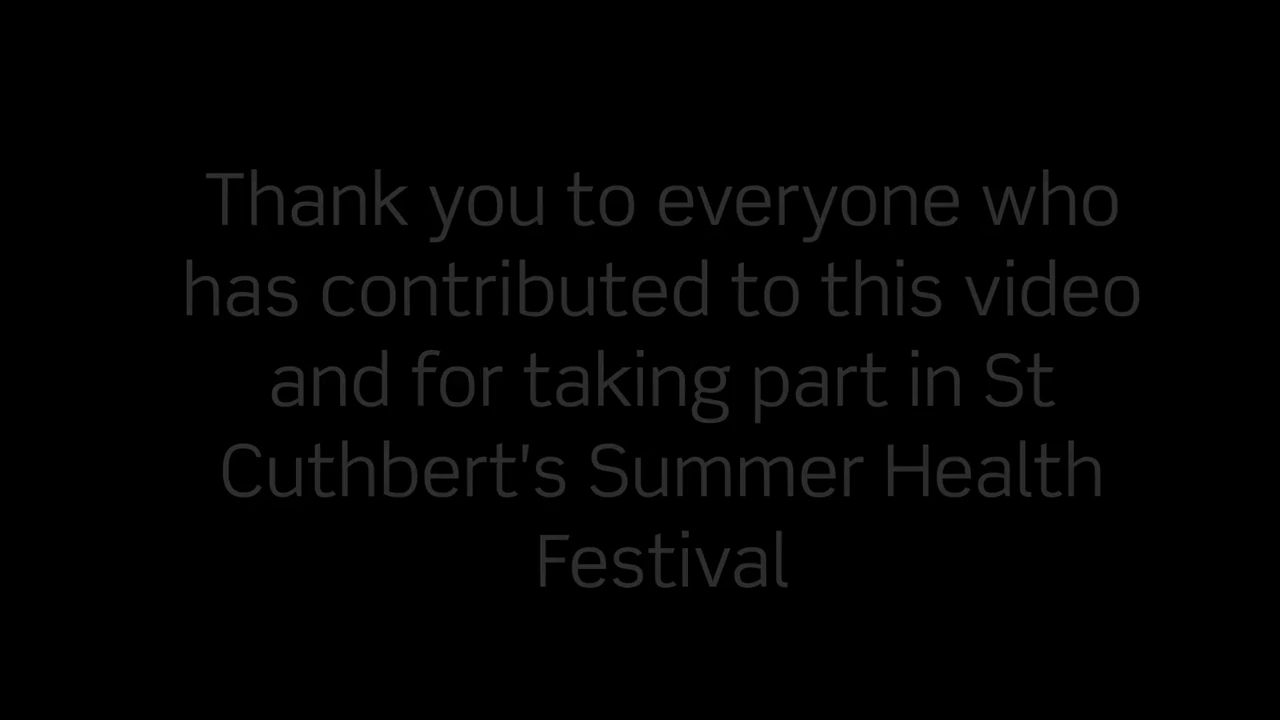 Thank you to everyone who
has contributed to this video
and for taking part in St
Cuthbert's Summer Health
Festival